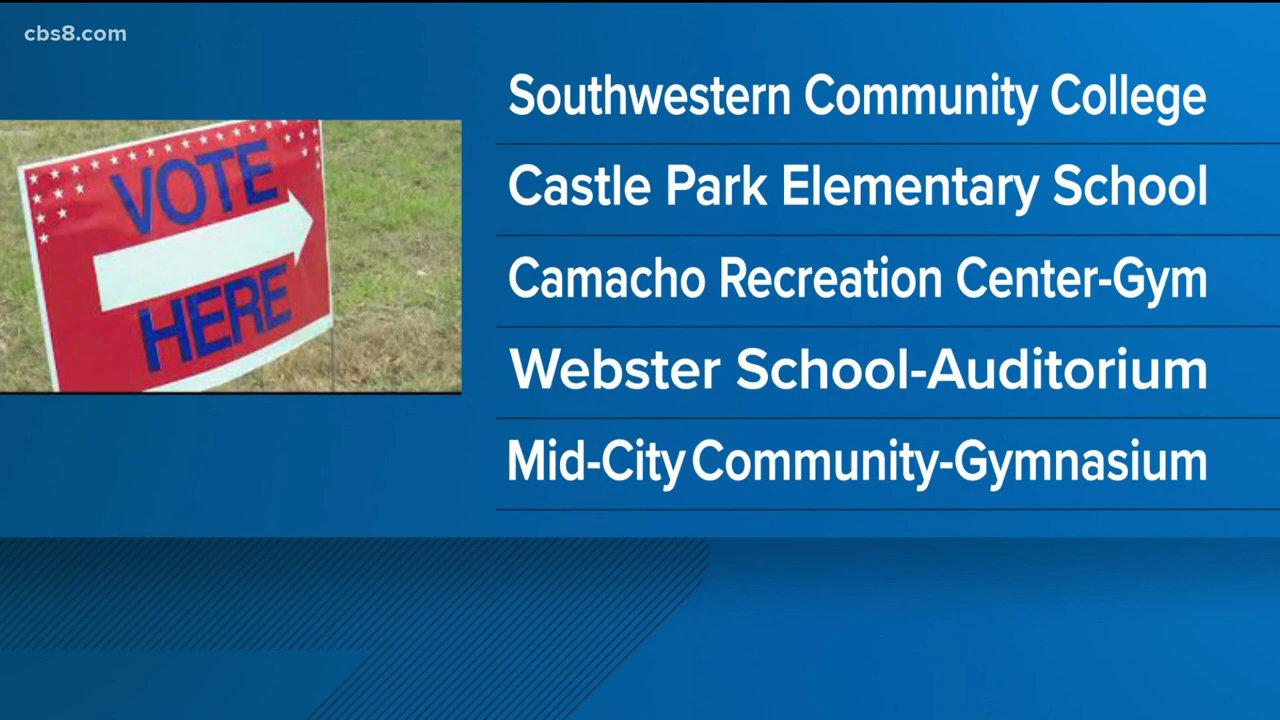 cbs8.com
VOTE
HERE
Southwestern Community College
Castle Park Elementary School
Camacho Recreation Center-Gym
Webster School-Auditorium
Mid-City Community-Gymnasium